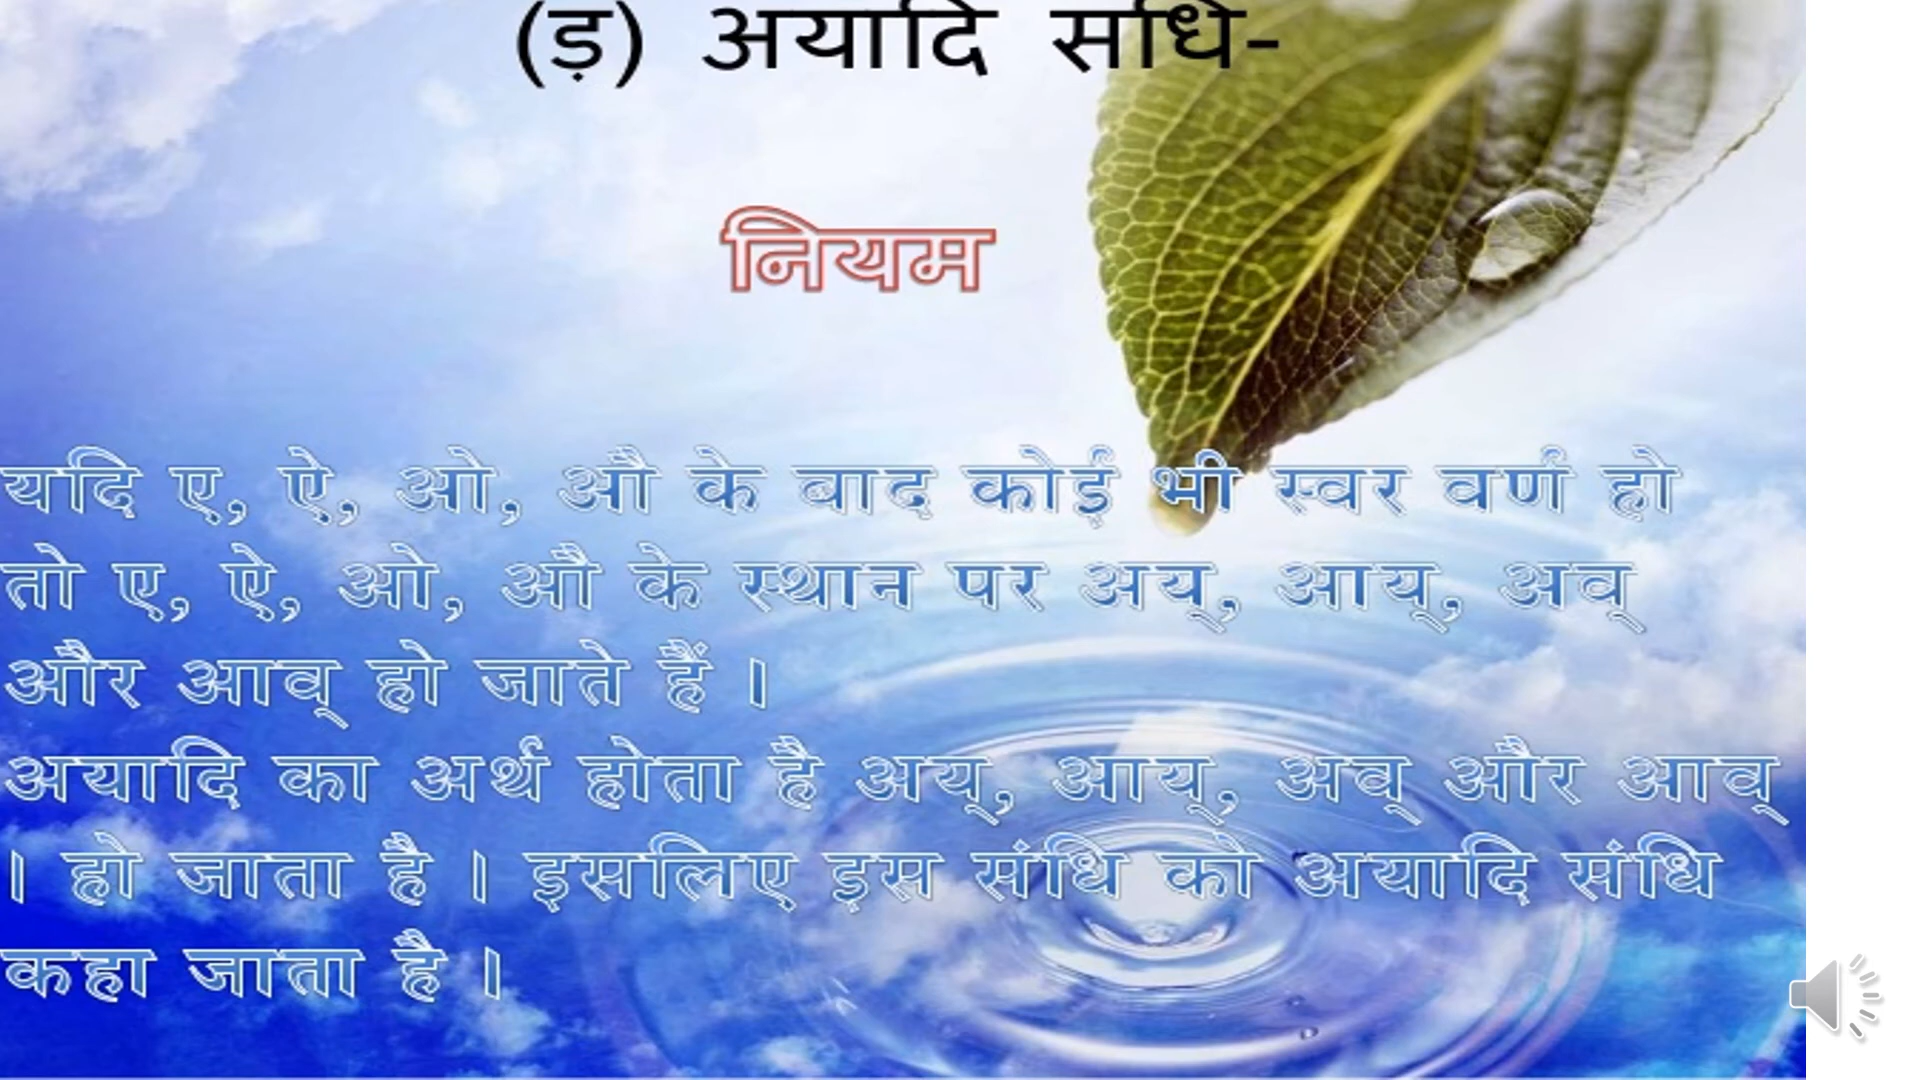 (ड़) अयादि संधि-
नियम
यदि ए, ऐ, ओ, औ के बाद कोई भी स्वर वर्ण हो
तो ए, ऐ, ओ, औ के स्थान पर अय्, आय्, अव्
और आव् हो जाते हैं ।
अयादि का अर्थ होता है अय्, आय्, अव् और आव्
। हो जाता है । इसलिए इस संधि को अयादि संधि
कहा जाता है ।